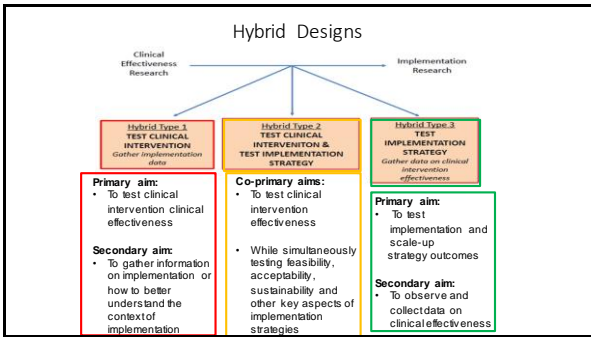 Hybrid Designs
Clinical
Effectiveness
Research
Implementation
Research
Hybrid Type 1
TEST CLINICAL
INTERVENTION
Gather implementation
data
Hybrid Type 2
TEST CLINICAL
INTERVENITON &
TEST IMPLEMENTATION
STRATEGY
Hybrid Type 3
TEST
IMPLEMENTATION
STRATEGY
Gather data on clinical
intervention
effectiveness
Primary aim:
• To test clinical
intervention clinical
effectiveness
Secondary aim:
• To gather information
on implementation or
how to better
understand the
context of
implementation
Co-primary aims:
• To test clinical
intervention
effectiveness
• While simultaneously
testing feasibility,
acceptability,
sustainability and
other key aspects of
implementation
strategies
Primary aim:
• To test
implementation and
scale-up
strategy outcomes
Secondary aim:
• To observe and
collect data on
clinical effectiveness